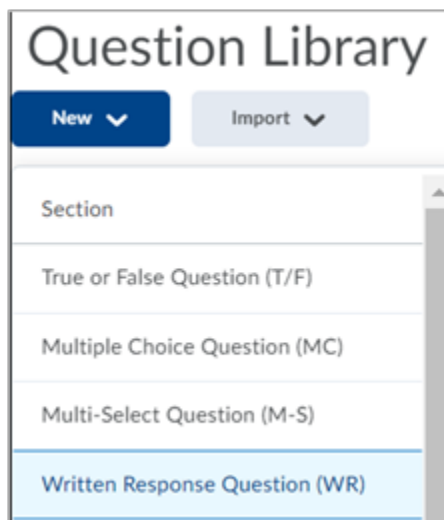 Question Library
New Import
Section
True or False Question (T/F)
Multiple Choice Question (MC)
Multi-Select Question (M-S)
Written Response Question (WR)